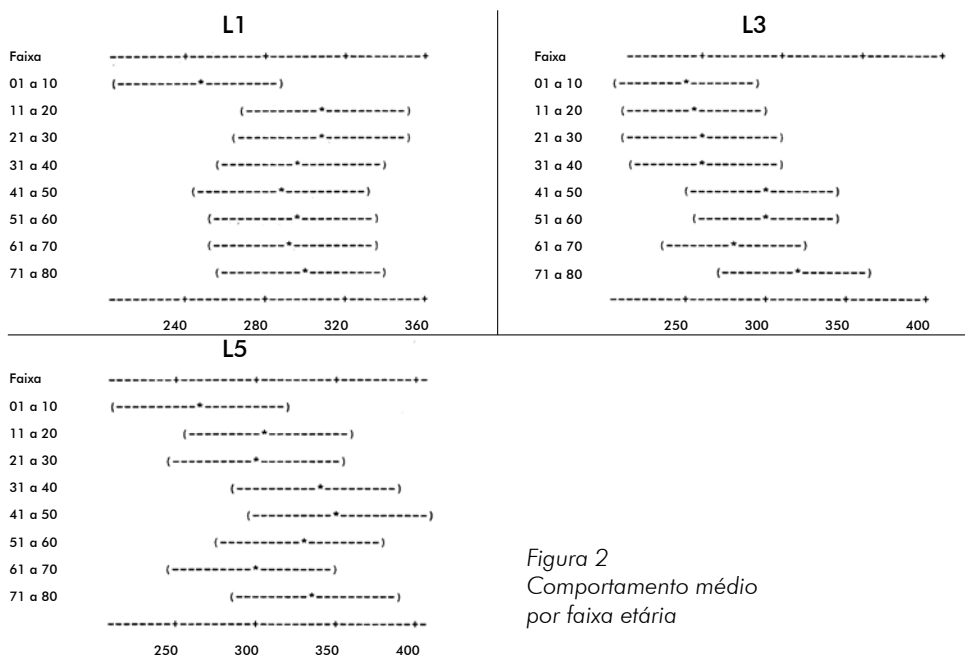 L1
Faixa --------+---------+---------+---------+
01 a 10 (----------*---------)
11 a 20 (---------*----------)
21 a 30 (----------*----------)
31 a 40 (---------*----------)
41 a 50 (----------*----------)
51 a 60 (----------*---------)
61 a 70 (---------*----------)
71 a 80 (----------*---------)
--------+---------+---------+---------+
240 280 320 360
L3
Faixa --------+---------+---------+---------+
01 a 10 (--------*--------)
11 a 20 (--------*--------)
21 a 30 (---------*---------)
31 a 40 (--------*---------)
41 a 50 (---------*--------)
51 a 60 (--------*--------)
61 a 70 (--------*--------)
71 a 80 (---------*--------)
--------+---------+---------+---------+
250 300 350 400
L5
Faixa --------+---------+---------+---------+-
01 a 10 (----------*----------)
11 a 20 (---------*----------)
21 a 30 (----------*----------)
31 a 40 (----------*---------)
41 a 50 (----------*-----------)
51 a 60 (----------*---------)
61 a 70 (----------*---------)
71 a 80 (---------*----------)
--------+---------+---------+---------+-
250 300 350 400
Figura 2
Comportamento médio
por faixa etária